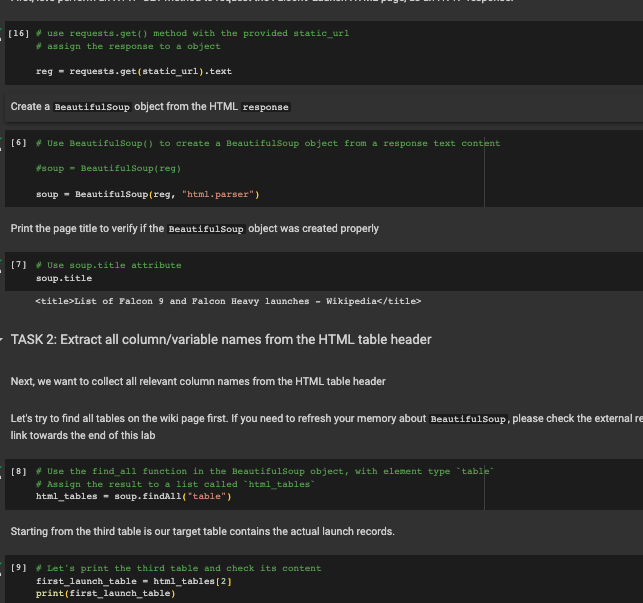 [16] # use requests.get() method with the provided static_url
# assign the response to a object
reg = requests.get(static_url).text
Create a BeautifulSoup object from the HTML response
[6] # Use BeautifulSoup() to create a BeautifulSoup object from a response text content
#soup = BeautifulSoup(reg)
soup = BeautifulSoup(reg, "html.parser")
Print the page title to verify if the BeautifulSoup object was created properly
[7] # Use soup.title attribute
soup.title
<title>List of Falcon 9 and Falcon Heavy launches - Wikipedia</title>
TASK 2: Extract all column/variable names from the HTML table header
Next, we want to collect all relevant column names from the HTML table header
Let's try to find all tables on the wiki page first. If you need to refresh your memory about BeautifulSoup, please check the external re
link towards the end of this lab
[8] # Use the find_all function in the BeautifulSoup object, with element type `table`
# Assign the result to a list called `html_tables`
html_tables = soup.findAll("table")
Starting from the third table is our target table contains the actual launch records.
[9] # Let's print the third table and check its content
first_launch_table = html_tables[2]
print(first_launch_table)